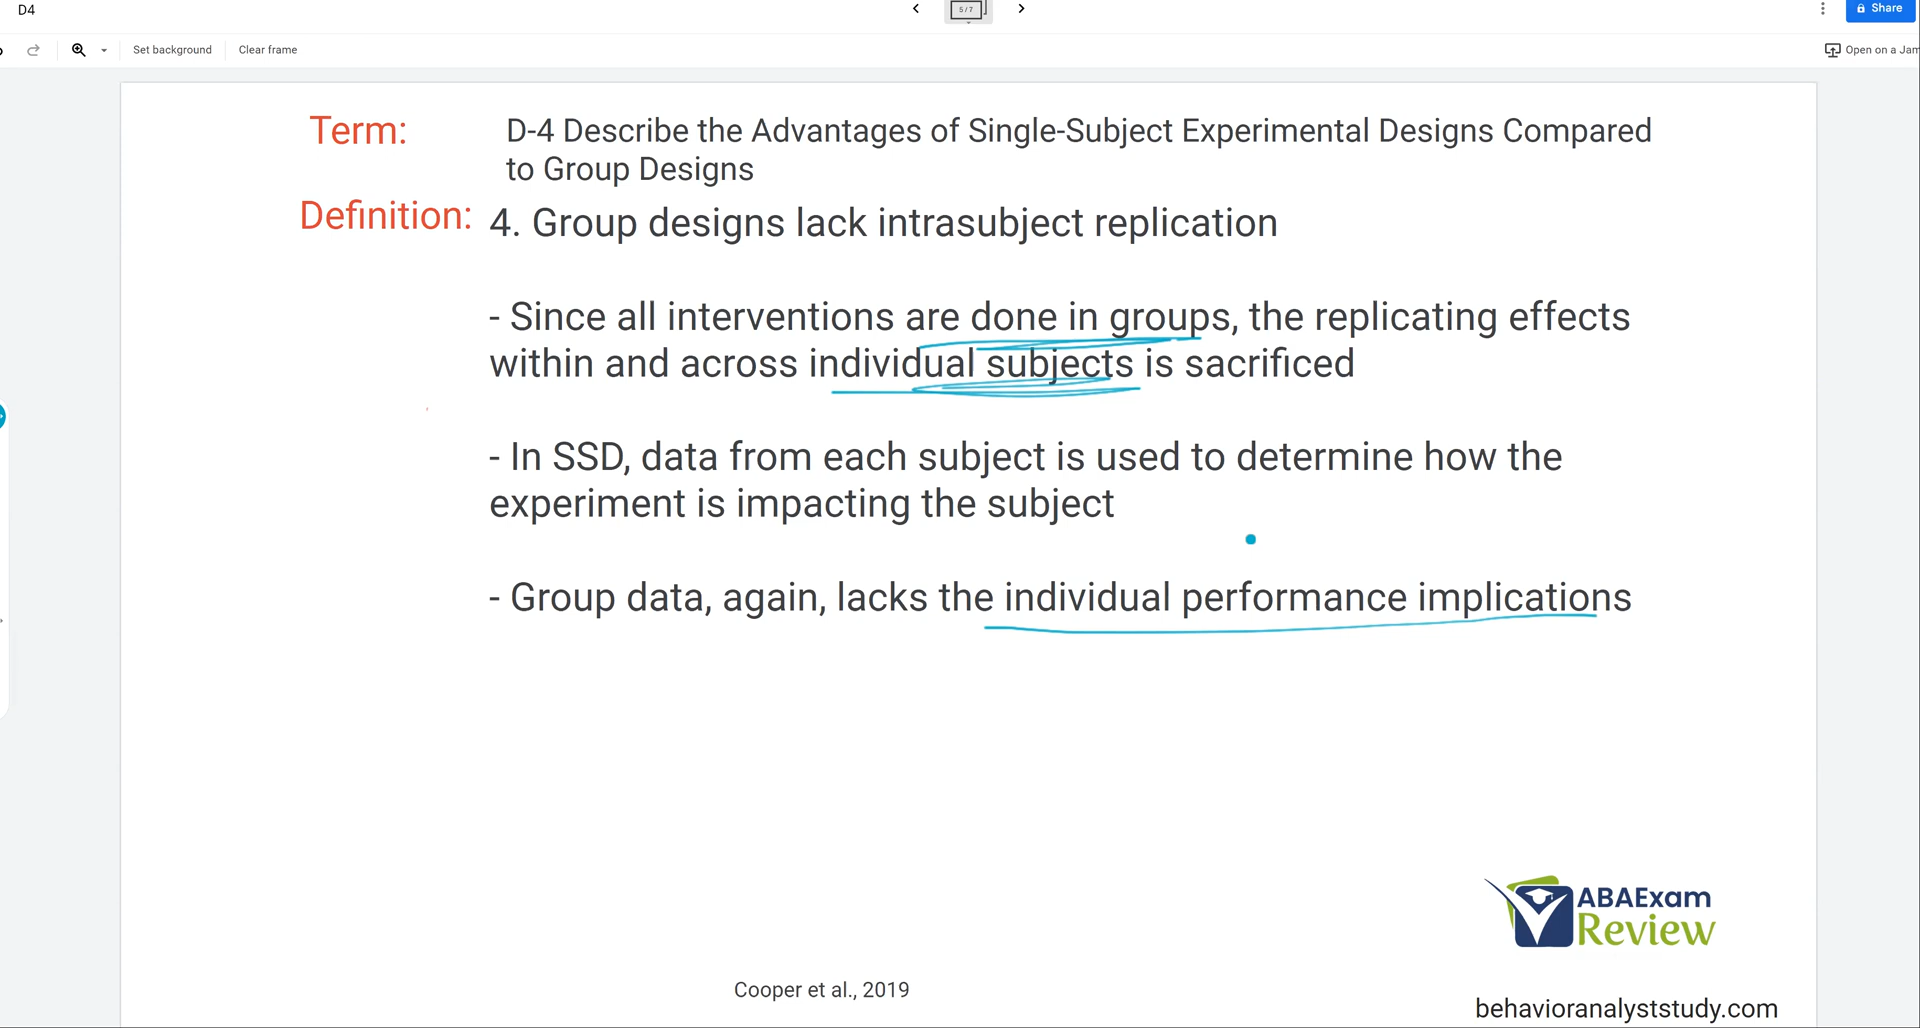 D4
5/7
Share
Set background
Clear frame
Open on a Jam
Term:
D-4 Describe the Advantages of Single-Subject Experimental Designs Compared
to Group Designs
Definition:
4. Group designs lack intrasubject replication
- Since all interventions are done in groups, the replicating effects
within and across individual subjects is sacrificed
- In SSD, data from each subject is used to determine how the
experiment is impacting the subject
- Group data, again, lacks the individual performance implications
ABAExam
Review
Cooper et al., 2019
behavioranalyststudy.com